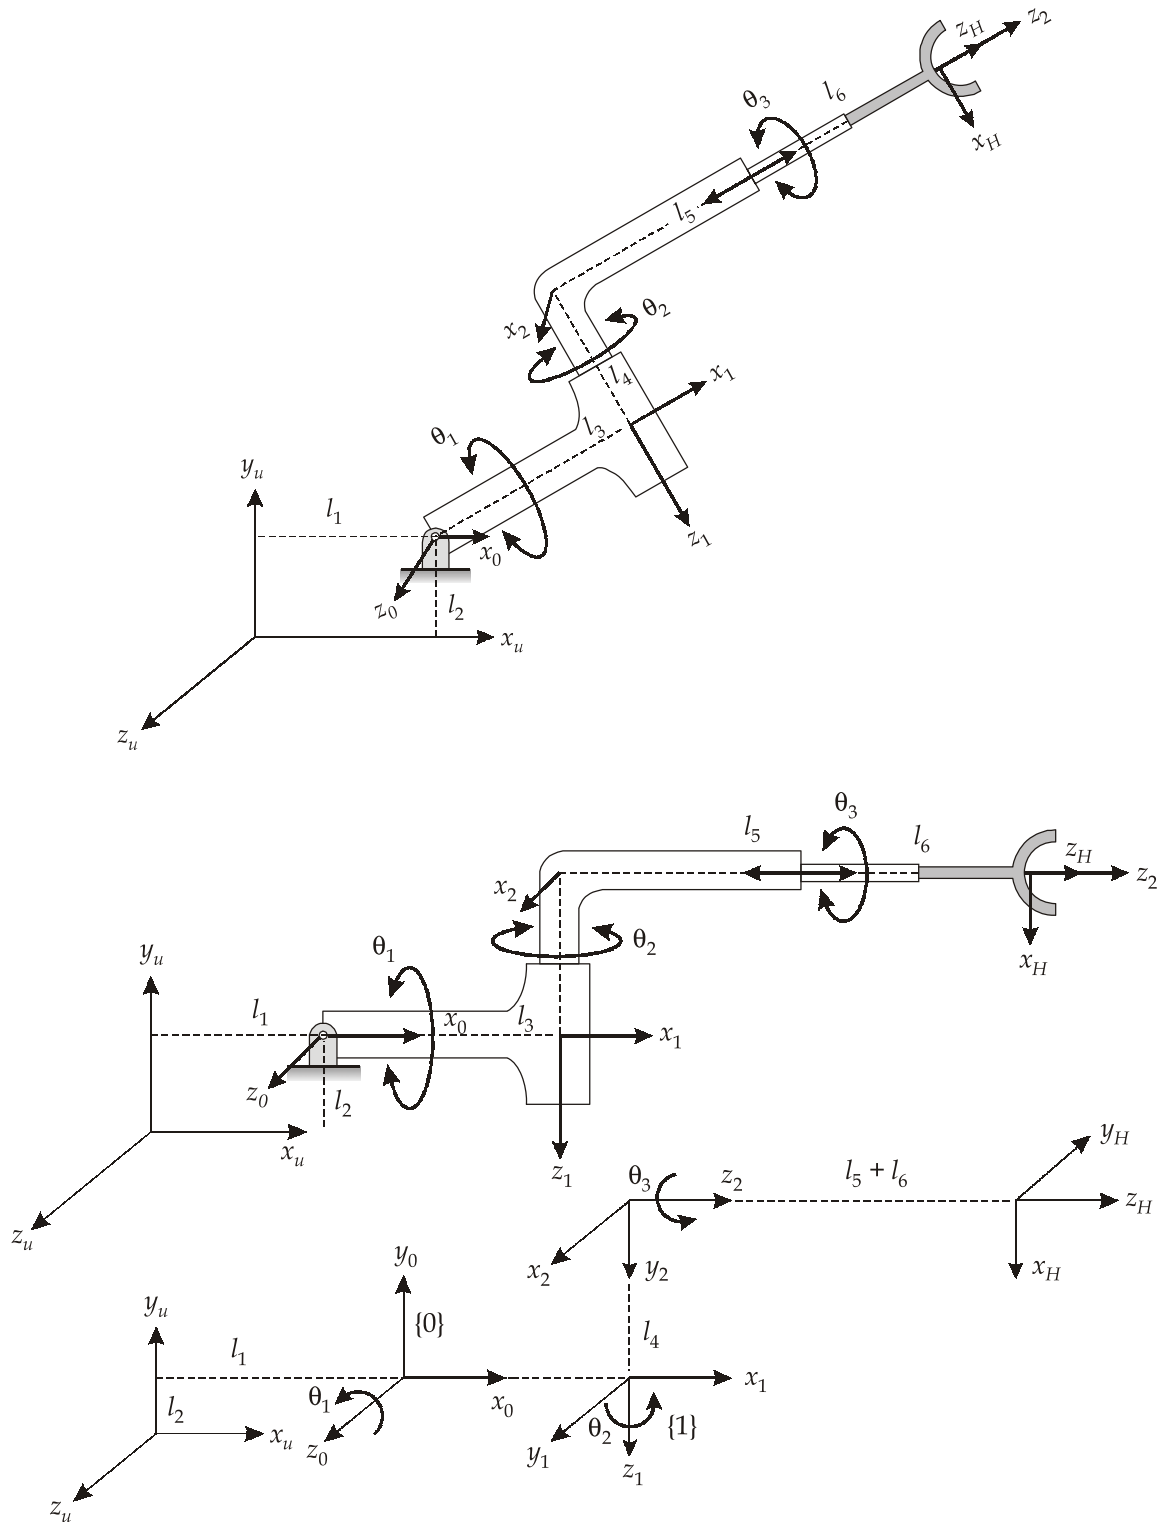 z_H z_2
θ_3 l_6
x_H
l_5
x_2 θ_2
l_4 x_1
θ_1 l_3
y_u
l_1
x_0 z_1
z_0 l_2
x_u
z_u
θ_3
l_5 l_6
z_H z_2
x_2
θ_1 θ_2
y_u x_H
l_1 x_0 l_3 x_1
z_0 l_2
x_u z_1
z_u
y_H
θ_3 z_2 l_5 + l_6
z_H
y_0 x_2 y_2 x_H
y_u {0}
l_1 l_4
θ_1 x_0 x_1
l_2
x_u z_0 y_1 θ_2 {1}
z_1
z_u